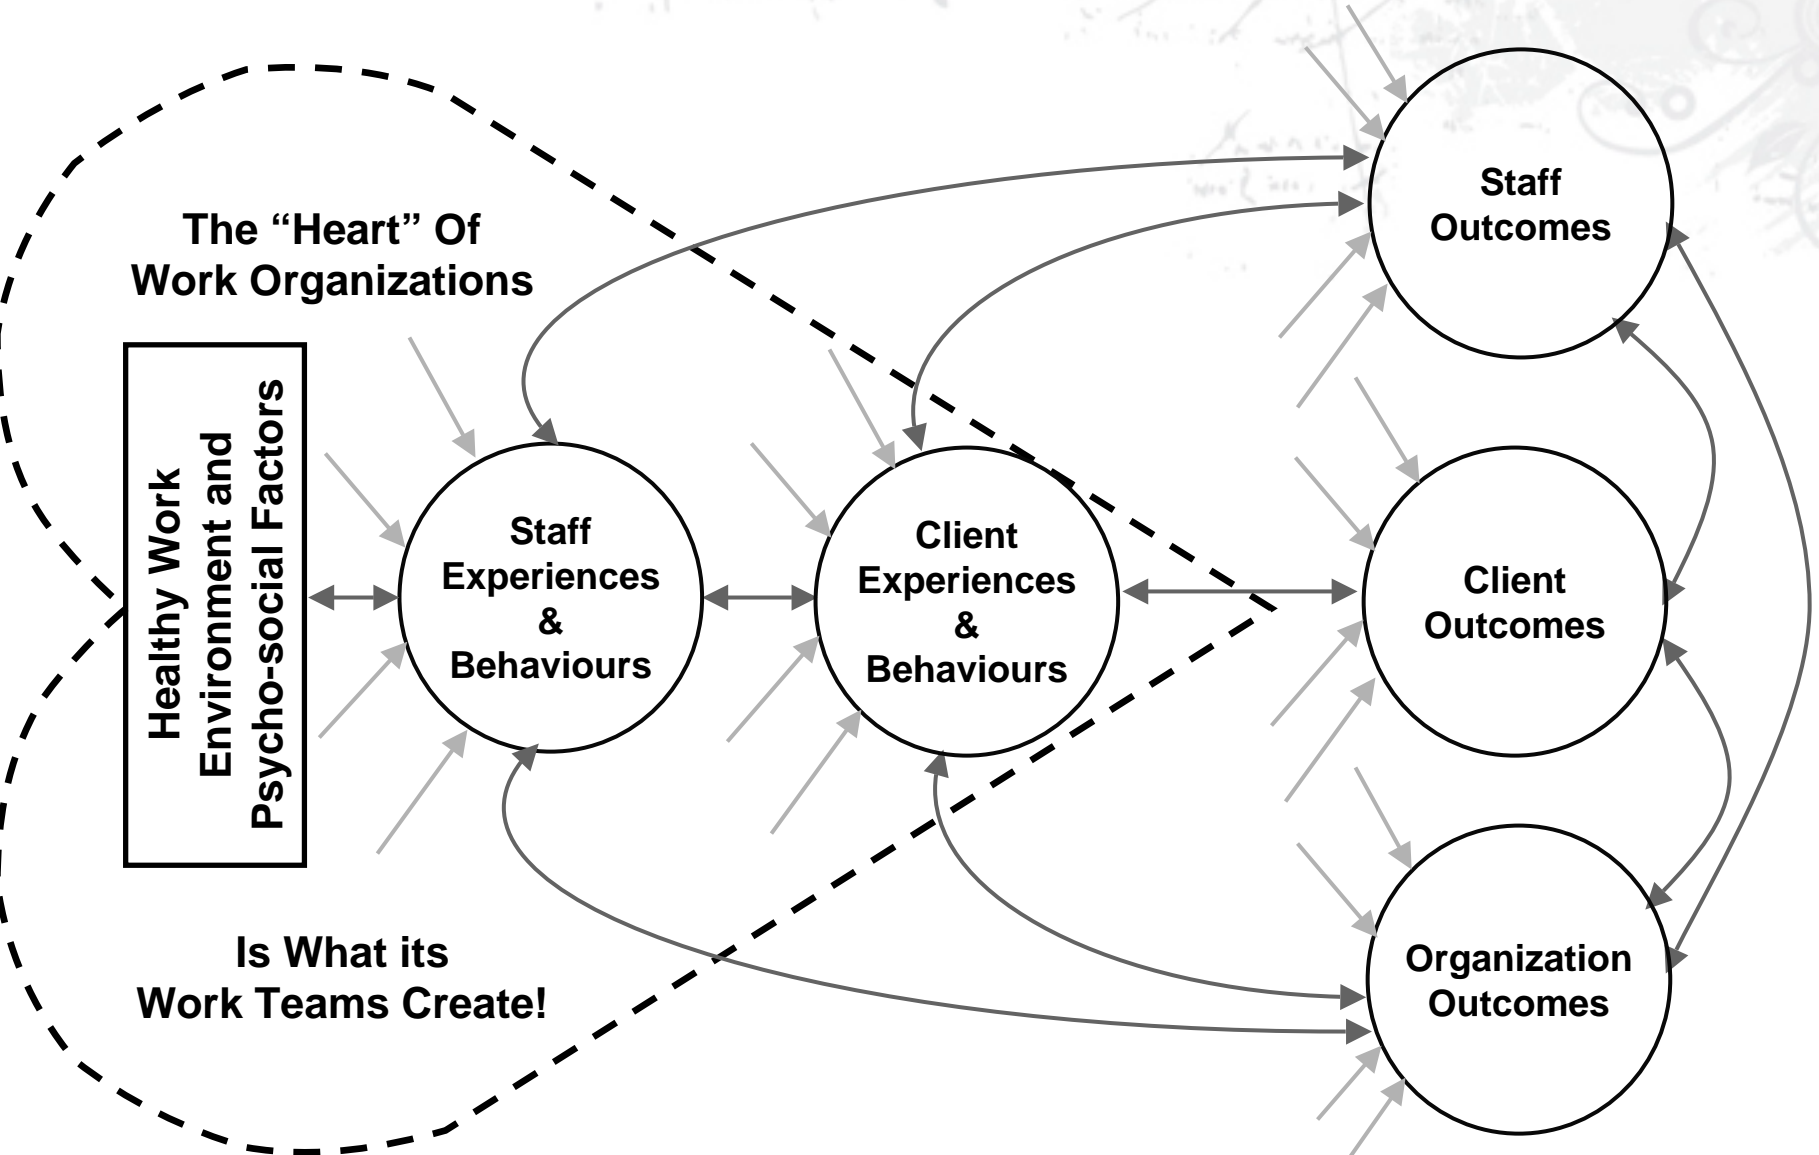 The “Heart” Of
Work Organizations
Healthy Work
Environment and
Psycho-social Factors
Staff
Experiences
&
Behaviours
Client
Experiences
&
Behaviours
Staff
Outcomes
Client
Outcomes
Organization
Outcomes
Is What its
Work Teams Create!